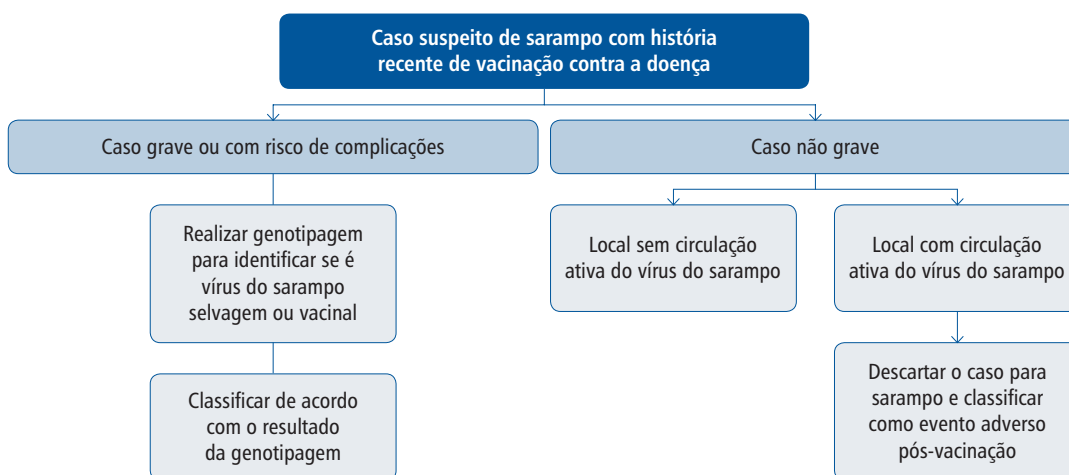 Caso suspeito de sarampo com história
recente de vacinação contra a doença
Caso grave ou com risco de complicações
Caso não grave
Realizar genotipagem
para identificar se é
vírus do sarampo
selvagem ou vacinal
Local sem circulação
ativa do vírus do sarampo
Local com circulação
ativa do vírus do sarampo
Classificar de acordo
com o resultado
da genotipagem
Descartar o caso para
sarampo e classificar
como evento adverso
pós-vacinação